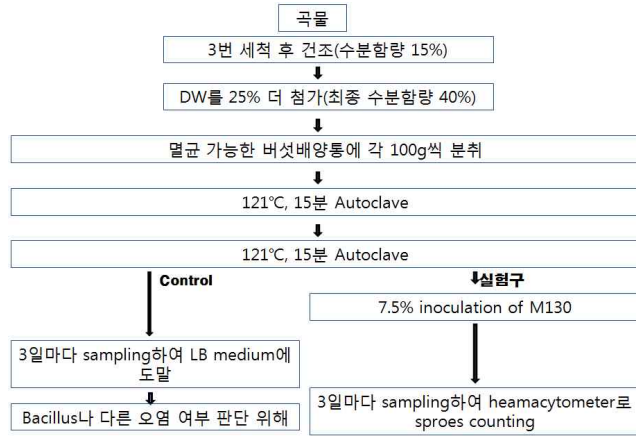 곡물
3번 세척 후 건조(수분함량 15%)
DW를 25% 더 첨가(최종 수분함량 40%)
멸균 가능한 버섯배양통에 각 100g씩 분취
121℃, 15분 Autoclave
121℃, 15분 Autoclave
Control
실험구
7.5% inoculation of M130
3일마다 sampling하여 LB medium에
도말
Bacillus나 다른 오염 여부 판단 위해
3일마다 sampling하여 heamacytometer로
sproes counting